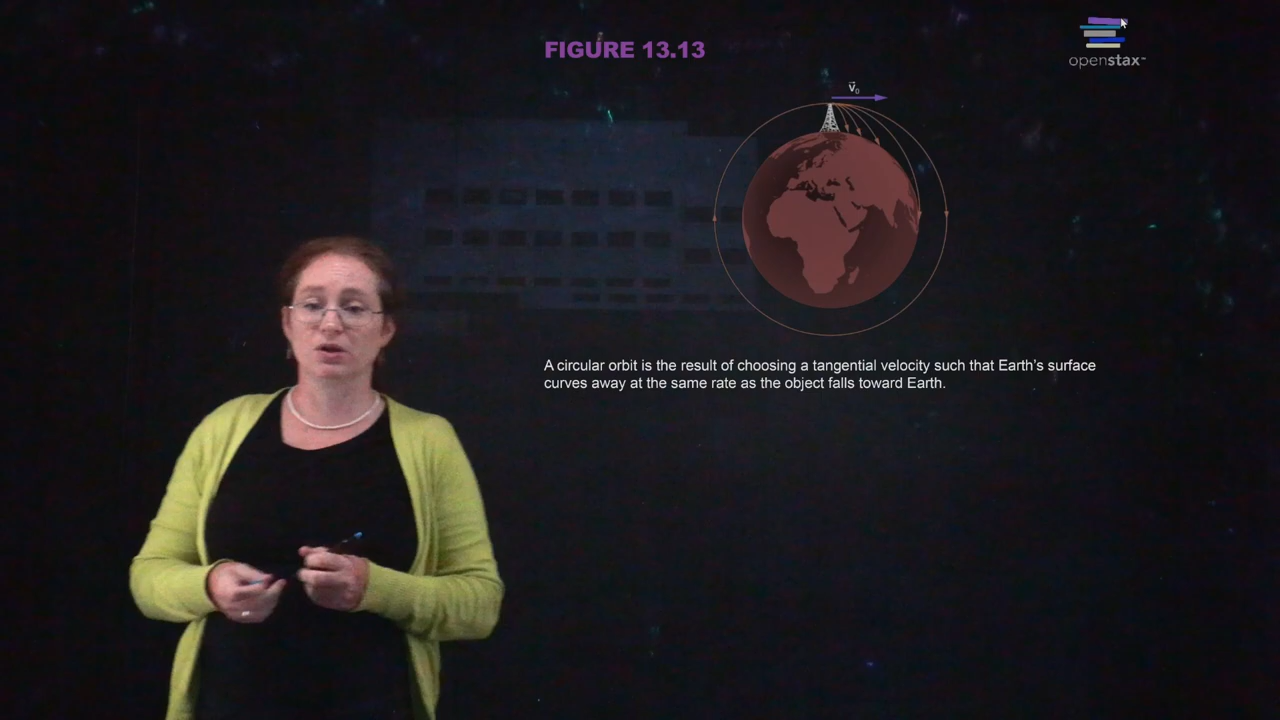 FIGURE 13.13
openstax™
v⃗₀
A circular orbit is the result of choosing a tangential velocity such that Earth’s surface
curves away at the same rate as the object falls toward Earth.